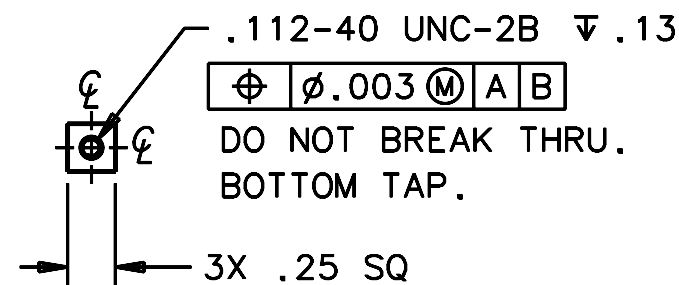 .112-40 UNC-2B ↧ .13
⌖ ⌀.003 Ⓜ A B
℄
℄
DO NOT BREAK THRU.
BOTTOM TAP.
3X .25 SQ